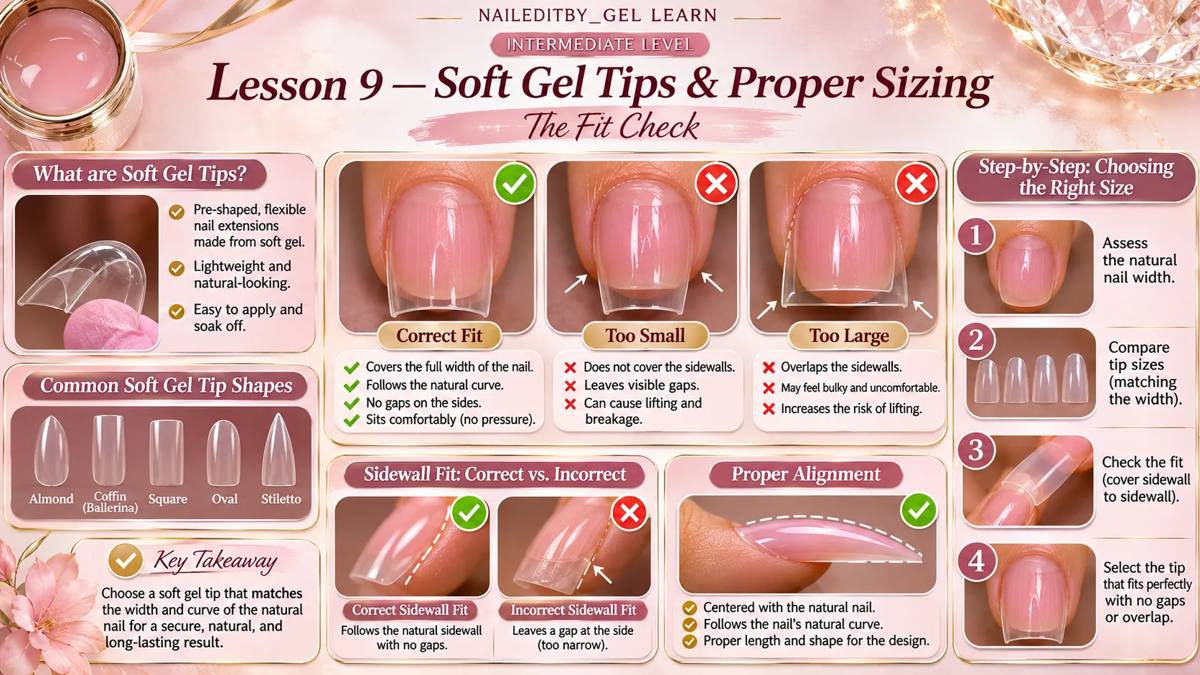 NAILEDITBY_GEL LEARN
INTERMEDIATE LEVEL
Lesson 9 — Soft Gel Tips & Proper Sizing
The Fit Check
What are Soft Gel Tips?
Pre-shaped, flexible
nail extensions
made from soft gel.
Lightweight and
natural-looking.
Easy to apply and
soak off.
Common Soft Gel Tip Shapes
Almond
Coffin
(Ballerina)
Square
Oval
Stiletto
Key Takeaway
Choose a soft gel tip that matches
the width and curve of the natural
nail for a secure, natural, and
long-lasting result.
Correct Fit
Covers the full width of the nail.
Follows the natural curve.
No gaps on the sides.
Sits comfortably (no pressure).
Too Small
Does not cover the sidewalls.
Leaves visible gaps.
Can cause lifting and
breakage.
Too Large
Overlaps the sidewalls.
May feel bulky and uncomfortable.
Increases the risk of lifting.
Sidewall Fit: Correct vs. Incorrect
Correct Sidewall Fit
Follows the natural sidewall
with no gaps.
Incorrect Sidewall Fit
Leaves a gap at the side
(too narrow).
Proper Alignment
Centered with the natural nail.
Follows the nail's natural curve.
Proper length and shape for the design.
Step-by-Step: Choosing
the Right Size
1
Assess
the natural
nail width.
2
Compare
tip sizes
(matching
the width).
3
Check the fit
(cover sidewall
to sidewall).
4
Select the tip
that fits perfectly
with no gaps
or overlap.